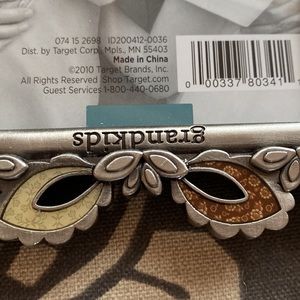 074 15 2698 ID200412-0036
Dist. by Target Corp., Mpls., MN 55403
Made in China
©2010 Target Brands, Inc.
All Rights Reserved Shop Target.com
Guest Services 1-800-440-0680
00337 80341
grandkids